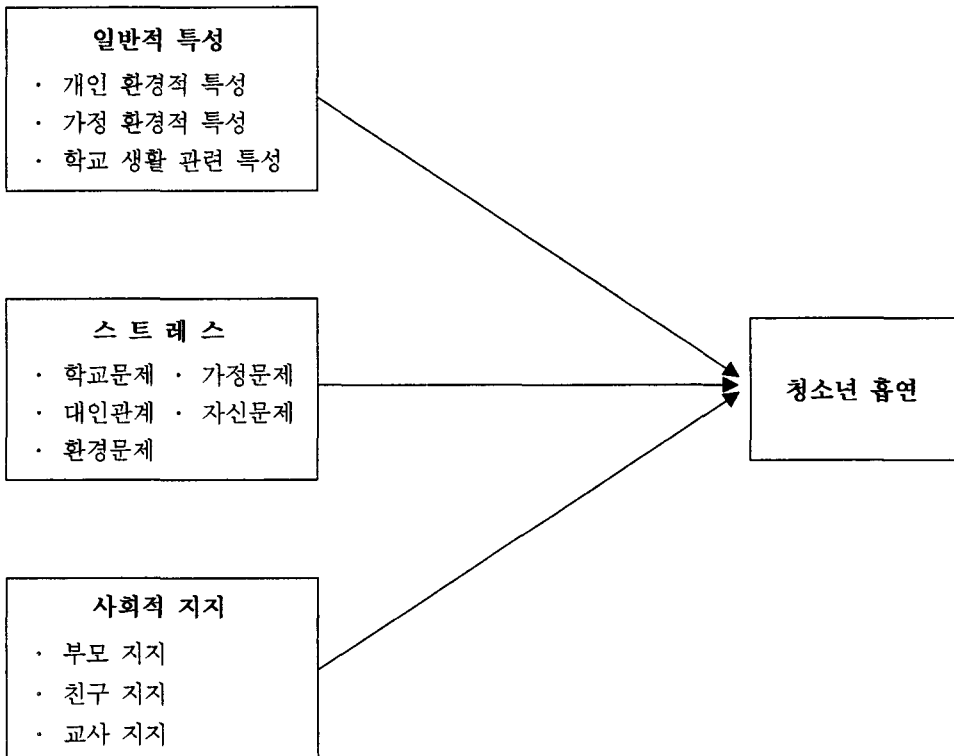 일반적 특성
· 개인 환경적 특성
· 가정 환경적 특성
· 학교 생활 관련 특성
스 트 레 스
· 학교문제 · 가정문제
· 대인관계 · 자신문제
· 환경문제
청소년 흡연
사회적 지지
· 부모 지지
· 친구 지지
· 교사 지지